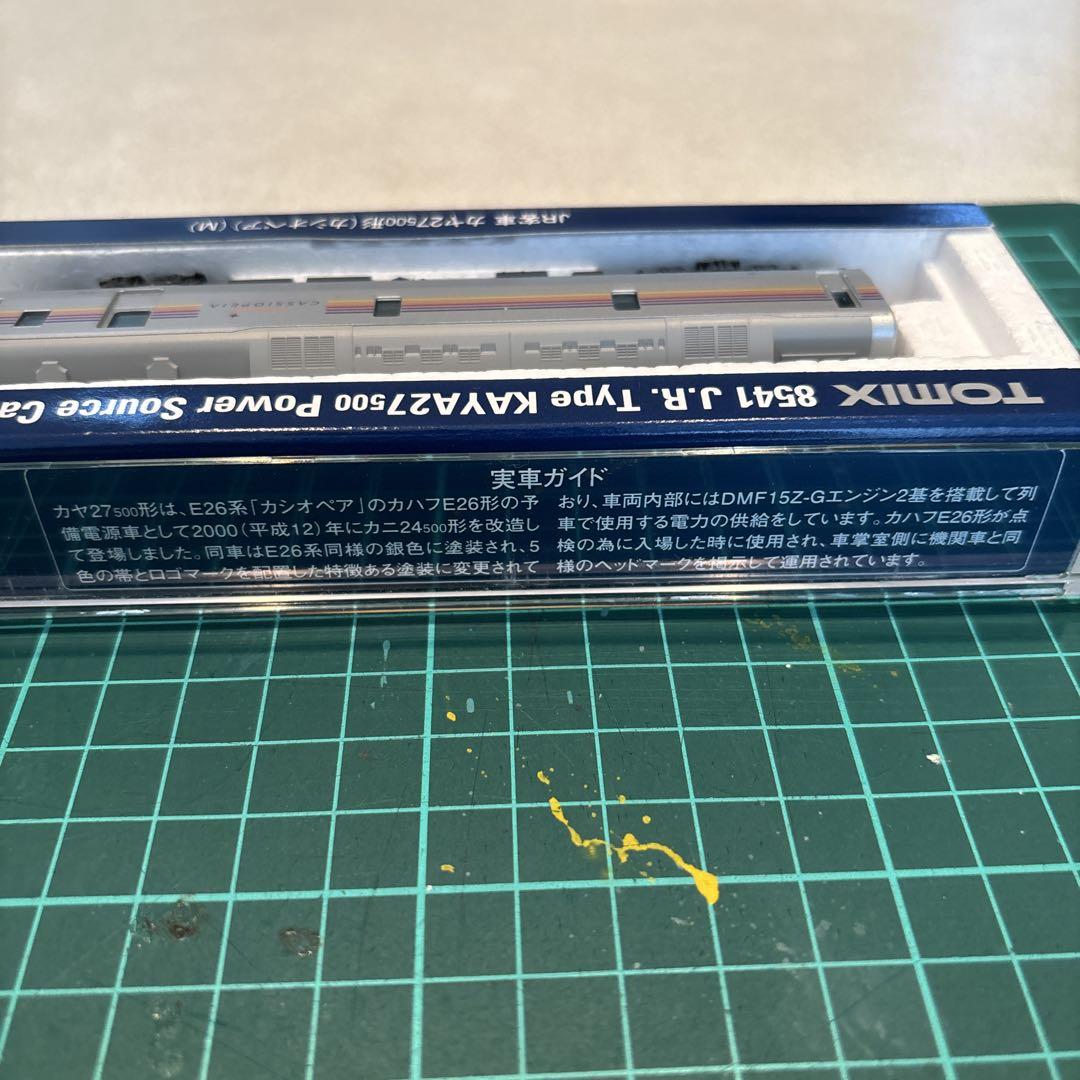 JR客車 カヤ27500形(カシオペア)(M)
CASSIOPEIA
TOMIX 8541 J.R. Type KAYA27500 Power Source Ca
実車ガイド
カヤ27500形は、E26系「カシオペア」のカハフE26形の予
備電源車として2000(平成12)年にカニ24500形を改造し
て登場しました。同車はE26系同様の銀色に塗装され、5
色の帯とロゴマークを配置した特徴ある塗装に変更されて
おり、車両内部にはDMF15Z-Gエンジン2基を搭載して列
車で使用する電力の供給をしています。カハフE26形が点
検の為に入場した時に使用され、車掌室側に機関車と同
様のヘッドマークを掲示して運用されています。